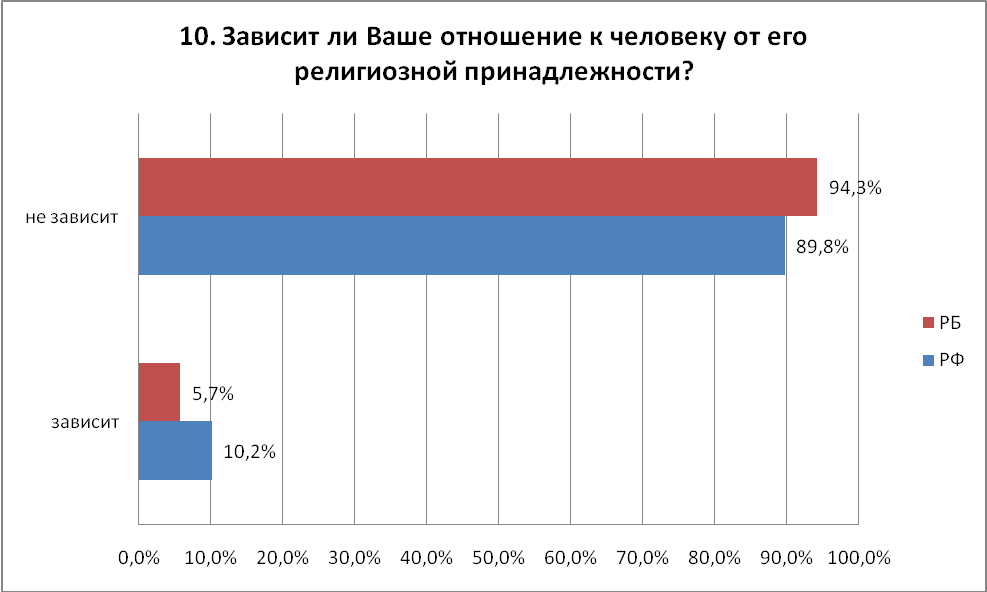 10. Зависит ли Ваше отношение к человеку от его
религиозной принадлежности?
не зависит
94,3%
89,8%
РБ
РФ
зависит
5,7%
10,2%
0,0% 10,0% 20,0% 30,0% 40,0% 50,0% 60,0% 70,0% 80,0% 90,0% 100,0%